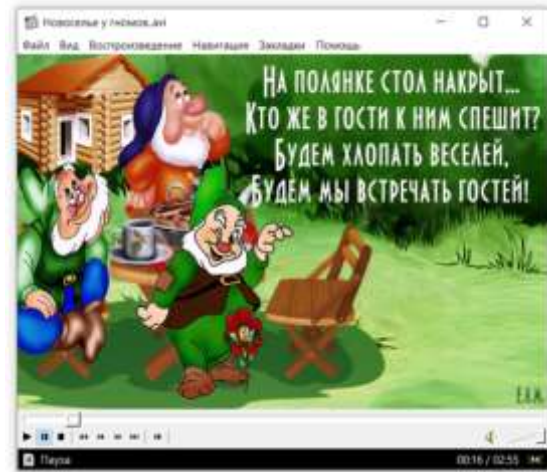 Новоселье у гномов.avi
Файл Вид Воспроизведение Навигация Закладки Помощь
На полянке стол накрыт...
Кто же в гости к ним спешит?
Будем хлопать веселей,
Будем мы встречать гостей!
Пауза
00:16 / 02:55